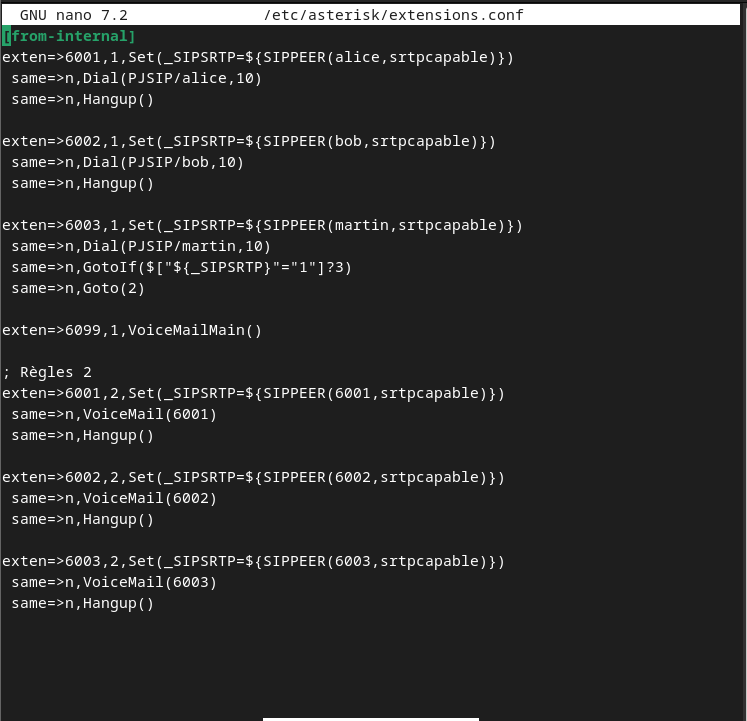 GNU nano 7.2 /etc/asterisk/extensions.conf
[from-internal]
exten=>6001,1,Set(_SIPSRTP=${SIPPEER(alice,srtpcapable)})
same=>n,Dial(PJSIP/alice,10)
same=>n,Hangup()
exten=>6002,1,Set(_SIPSRTP=${SIPPEER(bob,srtpcapable)})
same=>n,Dial(PJSIP/bob,10)
same=>n,Hangup()
exten=>6003,1,Set(_SIPSRTP=${SIPPEER(martin,srtpcapable)})
same=>n,Dial(PJSIP/martin,10)
same=>n,GotoIf($["${_SIPSRTP}"="1"]?3)
same=>n,Goto(2)
exten=>6099,1,VoiceMailMain()
; Règles 2
exten=>6001,2,Set(_SIPSRTP=${SIPPEER(6001,srtpcapable)})
same=>n,VoiceMail(6001)
same=>n,Hangup()
exten=>6002,2,Set(_SIPSRTP=${SIPPEER(6002,srtpcapable)})
same=>n,VoiceMail(6002)
same=>n,Hangup()
exten=>6003,2,Set(_SIPSRTP=${SIPPEER(6003,srtpcapable)})
same=>n,VoiceMail(6003)
same=>n,Hangup()